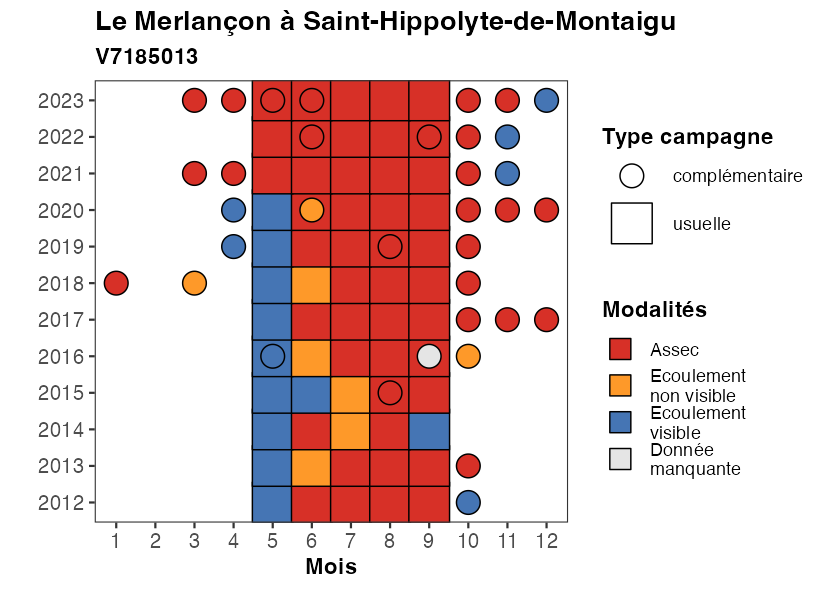 Le Merlançon à Saint-Hippolyte-de-Montaigu
V7185013
2023
2022
2021
2020
2019
2018
2017
2016
2015
2014
2013
2012
1 2 3 4 5 6 7 8 9 10 11 12
Mois
Type campagne
complémentaire
usuelle
Modalités
Assec
Ecoulement
non visible
Ecoulement
visible
Donnée
manquante